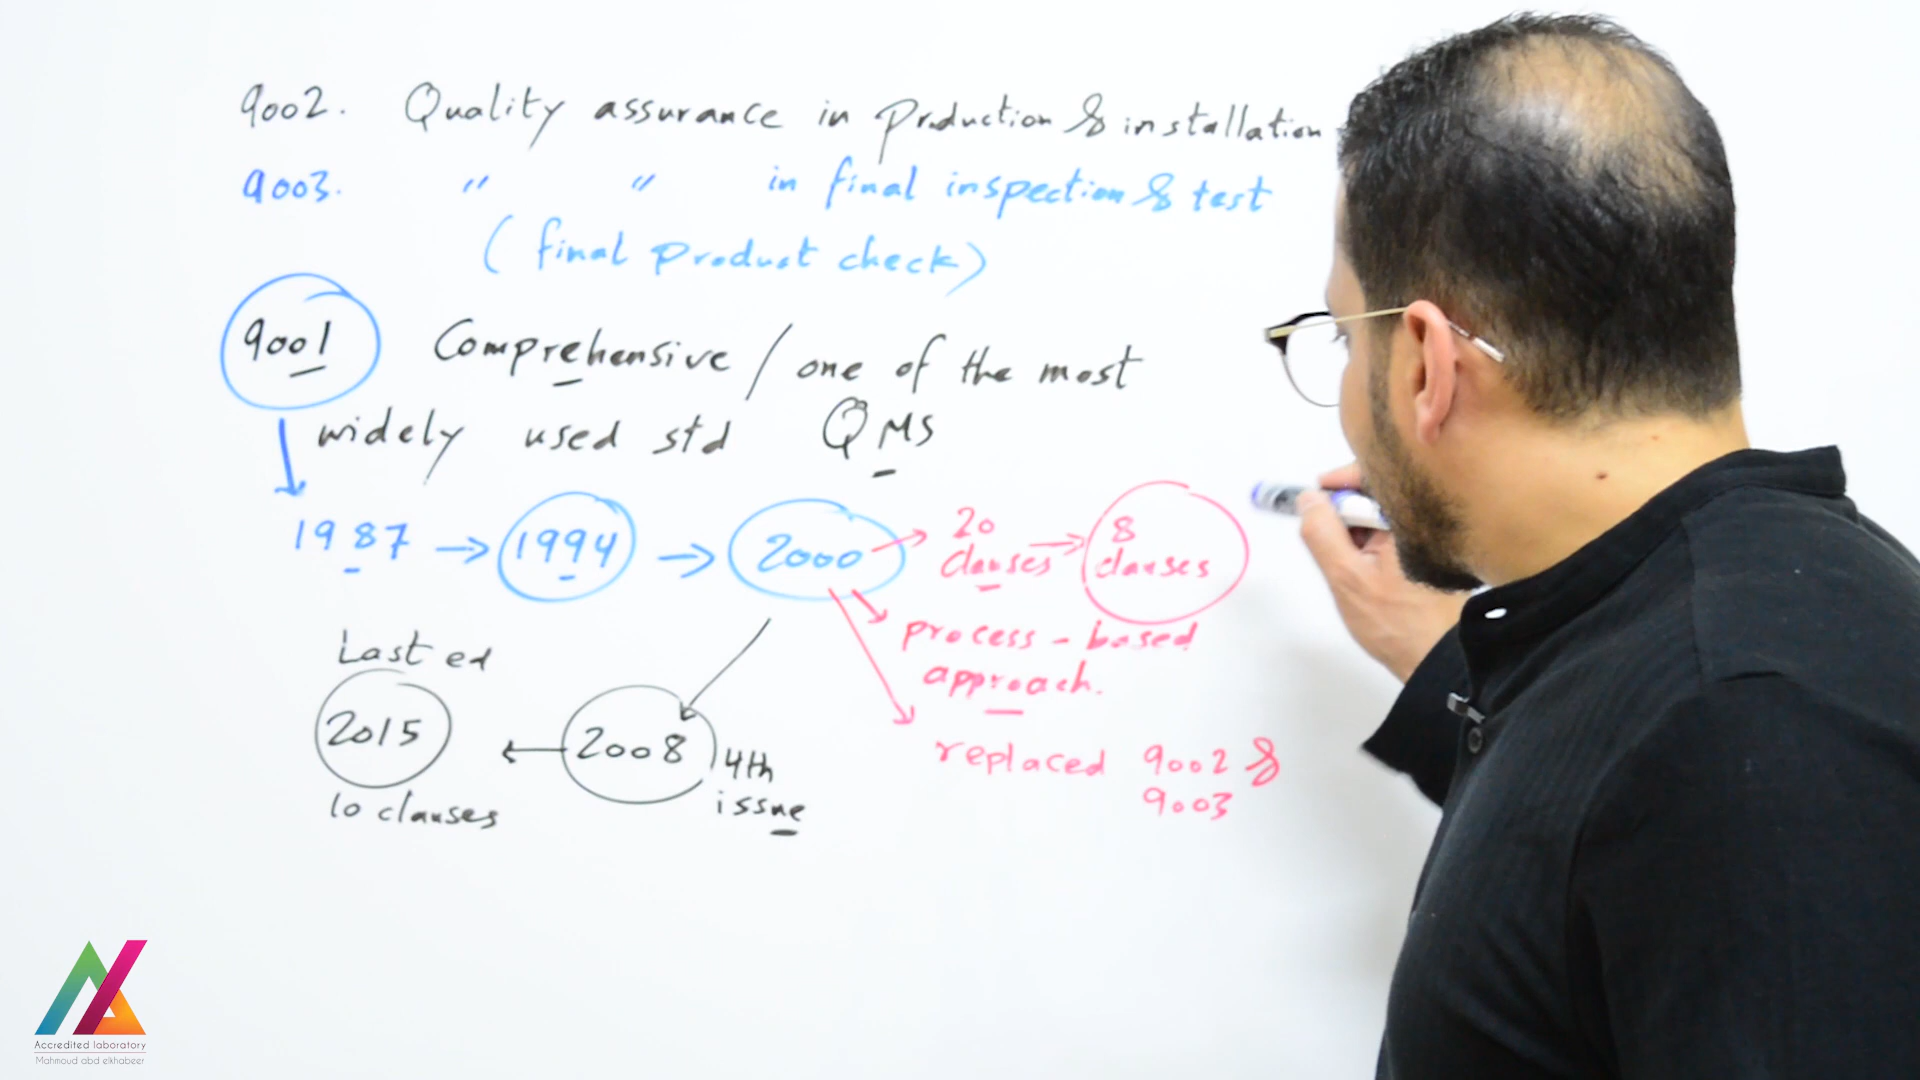 9002. Quality assurance in production & installation
9003. " " in final inspection & test
(final product check)
9001 Comprehensive / one of the most
widely used std QMS
1987 → 1994 → 2000 → 20 clauses → 8 clauses
process-based
approach.
replaced 9002 &
9003
Last ed
2015 ← 2008 4th
10 clauses issue
Accredited laboratory
Mahmoud abd elkhabeer